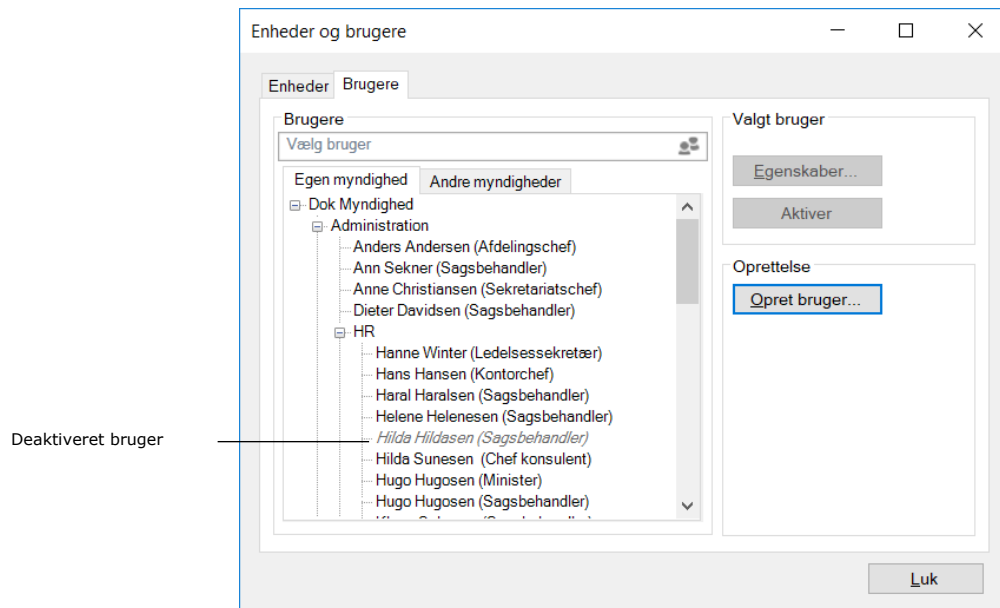 Enheder og brugere
Enheder
Brugere
Brugere
Vælg bruger
Egen myndighed
Andre myndigheder
Dok Myndighed
Administration
Anders Andersen (Afdelingschef)
Ann Sekner (Sagsbehandler)
Anne Christiansen (Sekretariatschef)
Dieter Davidsen (Sagsbehandler)
HR
Hanne Winter (Ledelsessekretær)
Hans Hansen (Kontorchef)
Haral Haralsen (Sagsbehandler)
Helene Helenesen (Sagsbehandler)
Hilda Hildasen (Sagsbehandler)
Hilda Sunesen (Chef konsulent)
Hugo Hugosen (Minister)
Hugo Hugosen (Sagsbehandler)
Valgt bruger
Egenskaber...
Aktiver
Oprettelse
Opret bruger...
Luk
Deaktiveret bruger